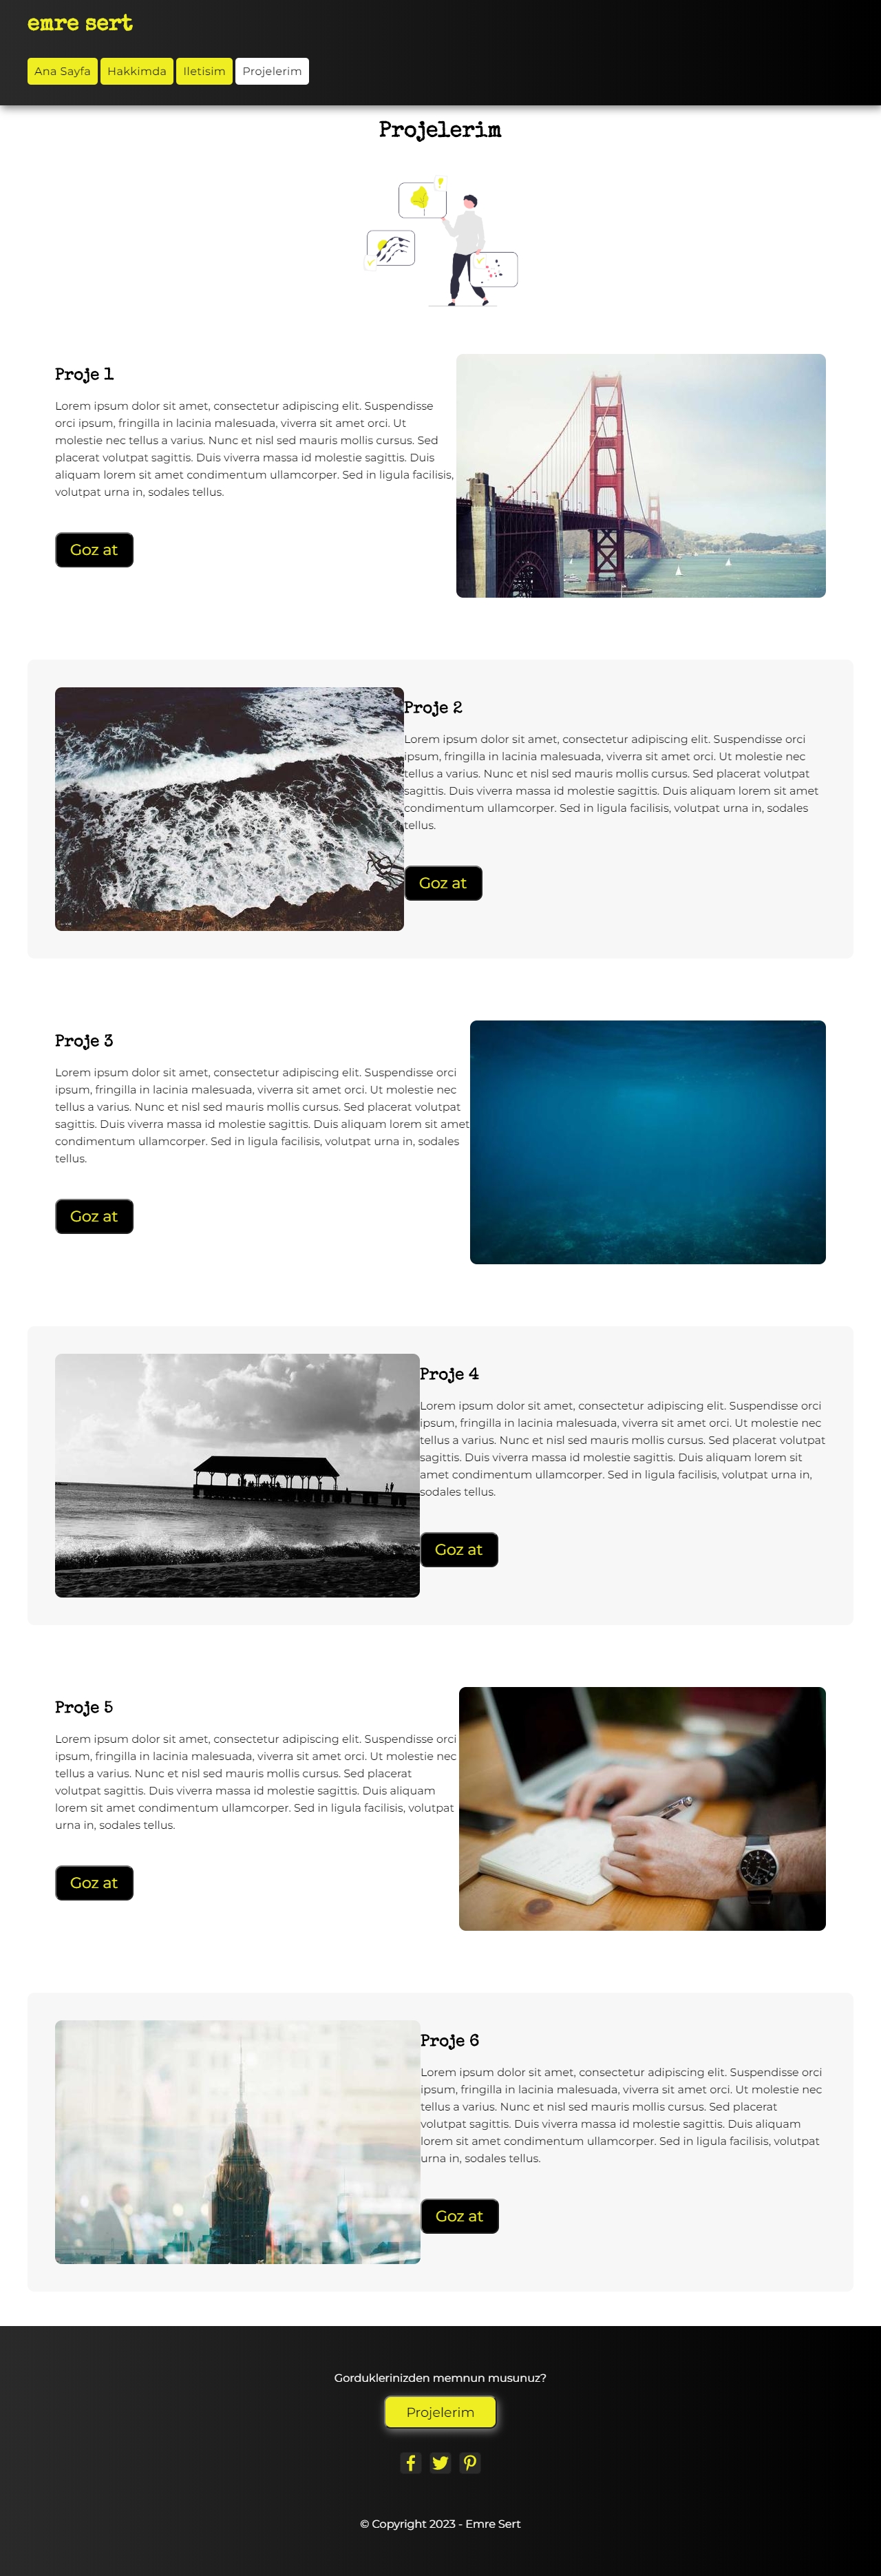 emre sert
Ana Sayfa Hakkimda Iletisim Projelerim
Projelerim
Proje 1
Lorem ipsum dolor sit amet, consectetur adipiscing elit. Suspendisse
orci ipsum, fringilla in lacinia malesuada, viverra sit amet orci. Ut
molestie nec tellus a varius. Nunc et nisl sed mauris mollis cursus. Sed
placerat volutpat sagittis. Duis viverra massa id molestie sagittis. Duis
aliquam lorem sit amet condimentum ullamcorper. Sed in ligula facilisis,
volutpat urna in, sodales tellus.
Goz at
Proje 2
Lorem ipsum dolor sit amet, consectetur adipiscing elit. Suspendisse orci
ipsum, fringilla in lacinia malesuada, viverra sit amet orci. Ut molestie nec
tellus a varius. Nunc et nisl sed mauris mollis cursus. Sed placerat volutpat
sagittis. Duis viverra massa id molestie sagittis. Duis aliquam lorem sit amet
condimentum ullamcorper. Sed in ligula facilisis, volutpat urna in, sodales
tellus.
Goz at
Proje 3
Lorem ipsum dolor sit amet, consectetur adipiscing elit. Suspendisse orci
ipsum, fringilla in lacinia malesuada, viverra sit amet orci. Ut molestie nec
tellus a varius. Nunc et nisl sed mauris mollis cursus. Sed placerat volutpat
sagittis. Duis viverra massa id molestie sagittis. Duis aliquam lorem sit amet
condimentum ullamcorper. Sed in ligula facilisis, volutpat urna in, sodales
tellus.
Goz at
Proje 4
Lorem ipsum dolor sit amet, consectetur adipiscing elit. Suspendisse orci
ipsum, fringilla in lacinia malesuada, viverra sit amet orci. Ut molestie nec
tellus a varius. Nunc et nisl sed mauris mollis cursus. Sed placerat volutpat
sagittis. Duis viverra massa id molestie sagittis. Duis aliquam lorem sit
amet condimentum ullamcorper. Sed in ligula facilisis, volutpat urna in,
sodales tellus.
Goz at
Proje 5
Lorem ipsum dolor sit amet, consectetur adipiscing elit. Suspendisse orci
ipsum, fringilla in lacinia malesuada, viverra sit amet orci. Ut molestie nec
tellus a varius. Nunc et nisl sed mauris mollis cursus. Sed placerat
volutpat sagittis. Duis viverra massa id molestie sagittis. Duis aliquam
lorem sit amet condimentum ullamcorper. Sed in ligula facilisis, volutpat
urna in, sodales tellus.
Goz at
Proje 6
Lorem ipsum dolor sit amet, consectetur adipiscing elit. Suspendisse orci
ipsum, fringilla in lacinia malesuada, viverra sit amet orci. Ut molestie nec
tellus a varius. Nunc et nisl sed mauris mollis cursus. Sed placerat
volutpat sagittis. Duis viverra massa id molestie sagittis. Duis aliquam
lorem sit amet condimentum ullamcorper. Sed in ligula facilisis, volutpat
urna in, sodales tellus.
Goz at
Gorduklerinizden memnun musunuz?
Projelerim
© Copyright 2023 - Emre Sert